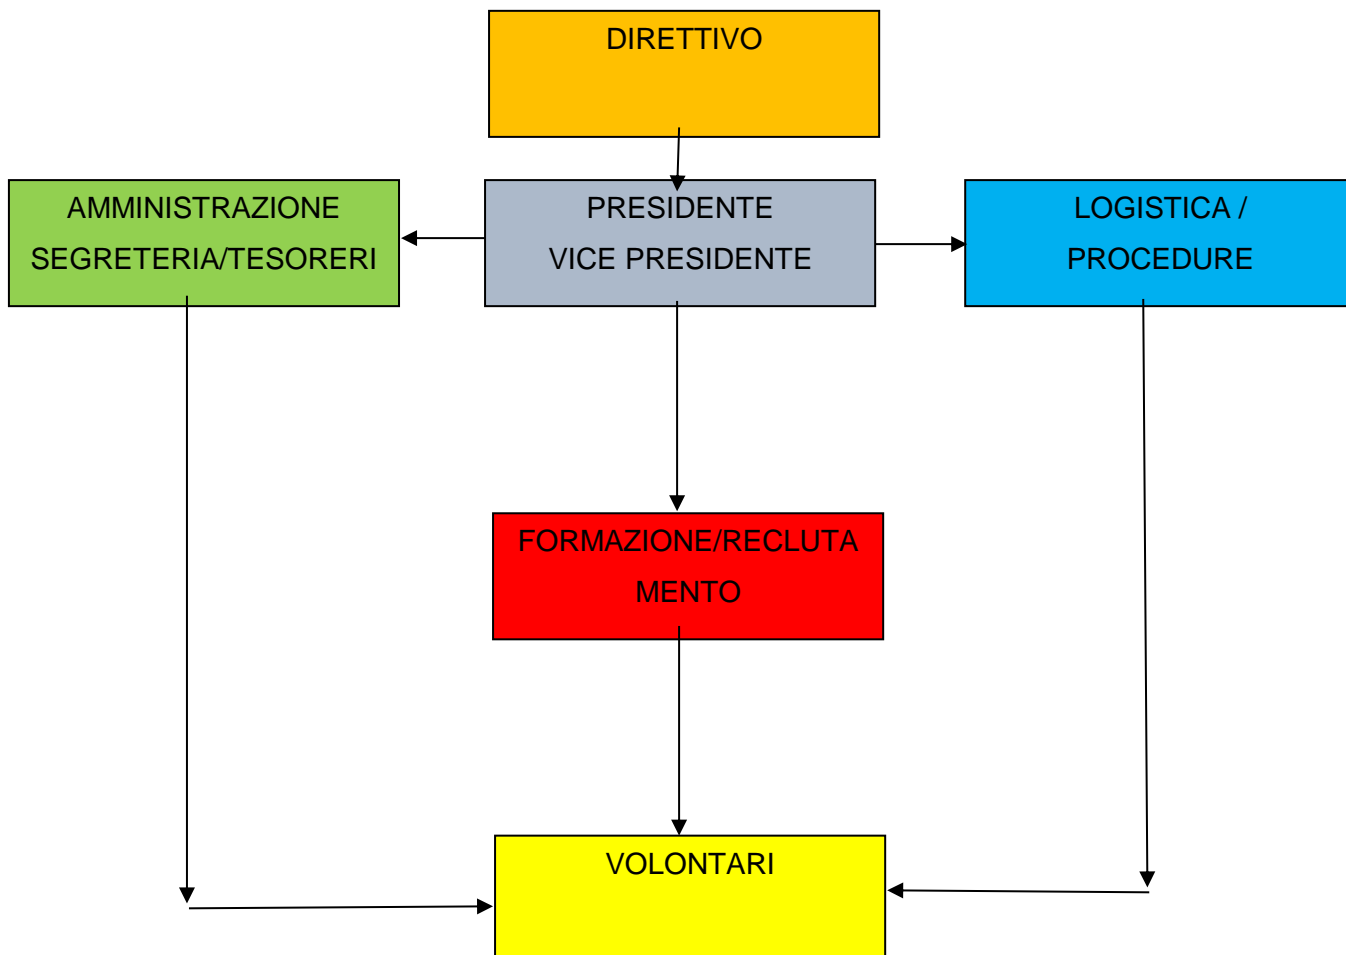 DIRETTIVO
AMMINISTRAZIONE
SEGRETERIA/TESORERI
PRESIDENTE
VICE PRESIDENTE
LOGISTICA /
PROCEDURE
FORMAZIONE/RECLUTA
MENTO
VOLONTARI